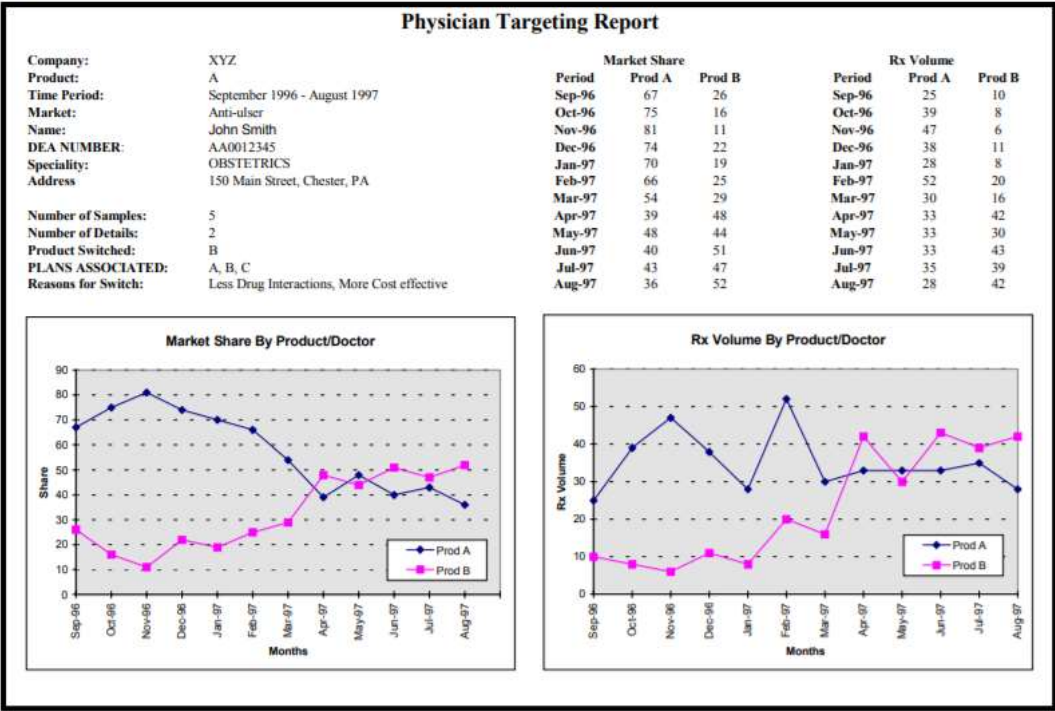 Physician Targeting Report
Company: XYZ
Product: A
Time Period: September 1996 - August 1997
Market: Anti-ulser
Name: John Smith
DEA NUMBER: AA0012345
Speciality: OBSTETRICS
Address 150 Main Street, Chester, PA
Number of Samples: 5
Number of Details: 2
Product Switched: B
PLANS ASSOCIATED: A, B, C
Reasons for Switch: Less Drug Interactions, More Cost effective
Market Share
Period Prod A Prod B
Sep-96 67 26
Oct-96 75 16
Nov-96 81 11
Dec-96 74 22
Jan-97 70 19
Feb-97 66 25
Mar-97 54 29
Apr-97 39 48
May-97 48 44
Jun-97 40 51
Jul-97 43 47
Aug-97 36 52
Rx Volume
Period Prod A Prod B
Sep-96 25 10
Oct-96 39 8
Nov-96 47 6
Dec-96 38 11
Jan-97 28 8
Feb-97 52 20
Mar-97 30 16
Apr-97 33 42
May-97 33 30
Jun-97 33 43
Jul-97 35 39
Aug-97 28 42
Market Share By Product/Doctor
90
80
70
60
50
40
30
20
10
0
Share
Prod A
Prod B
Sep-96 Oct-96 Nov-96 Dec-96 Jan-97 Feb-97 Mar-97 Apr-97 May-97 Jun-97 Jul-97 Aug-97
Months
Rx Volume By Product/Doctor
60
50
40
30
20
10
0
Rx Volume
Prod A
Prod B
Sep-96 Oct-96 Nov-96 Dec-96 Jan-97 Feb-97 Mar-97 Apr-97 May-97 Jun-97 Jul-97 Aug-97
Months